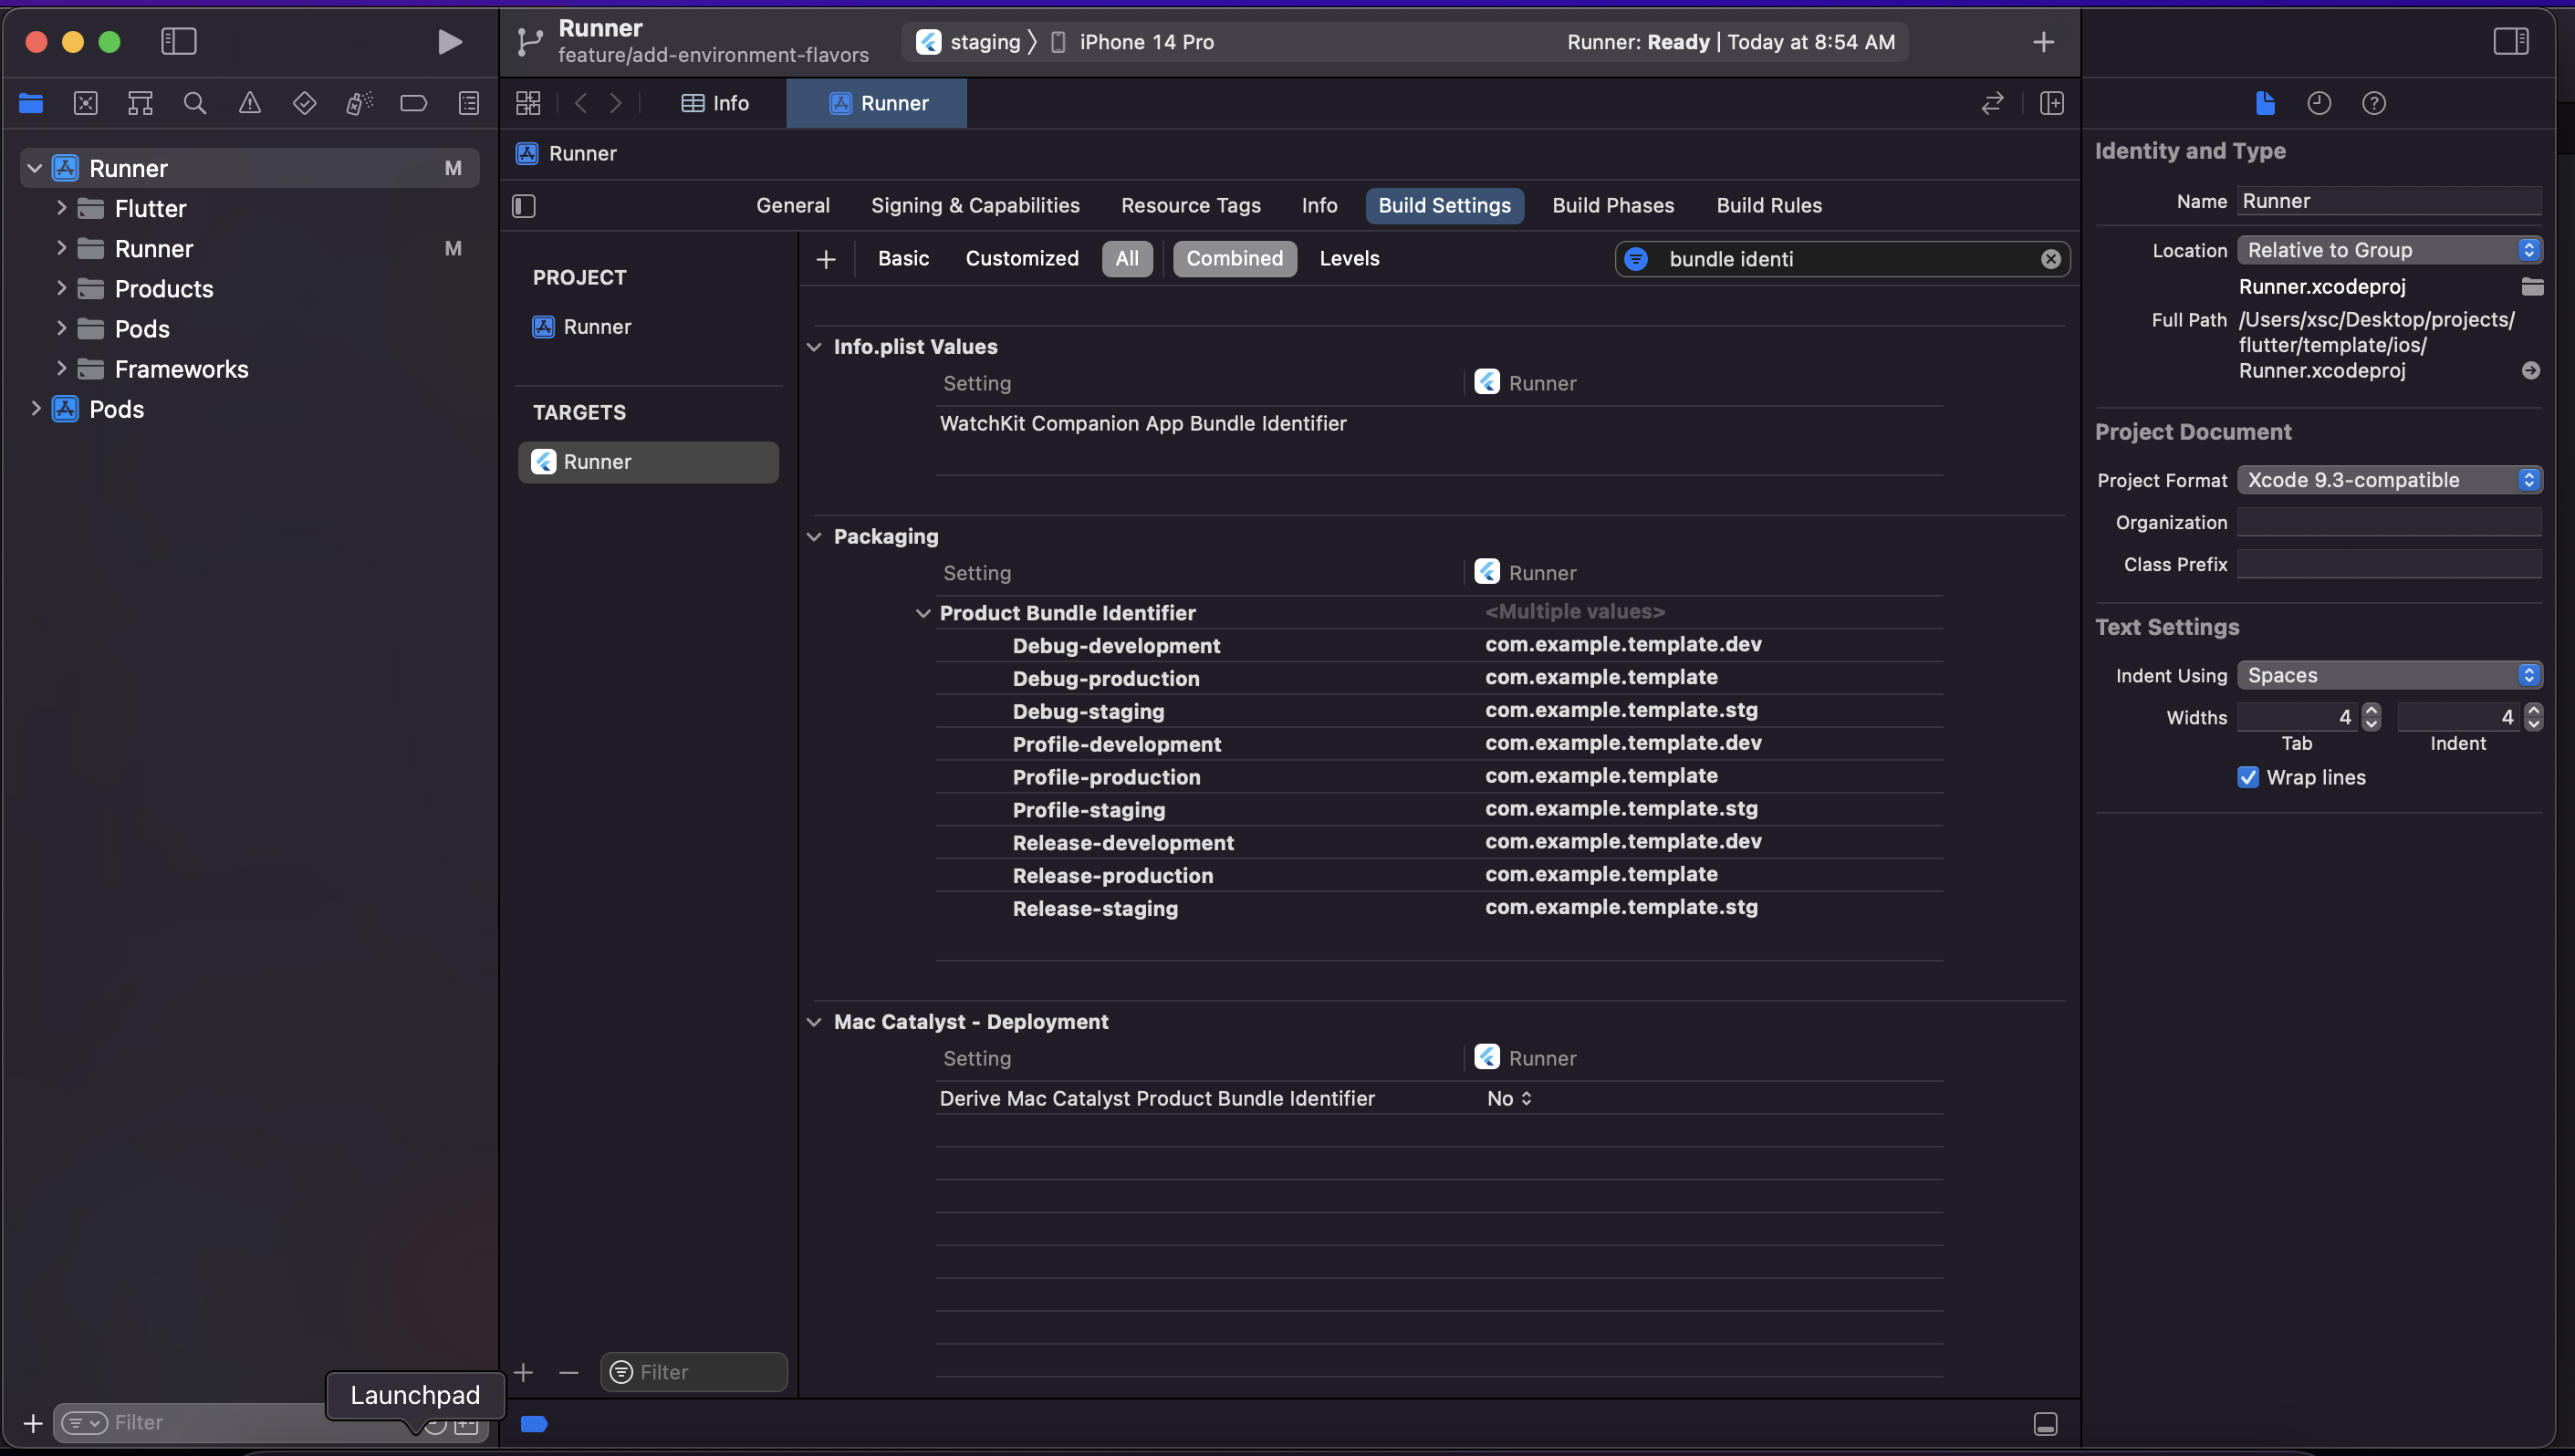 Runner
feature/add-environment-flavors
staging
iPhone 14 Pro
Runner: Ready | Today at 8:54 AM
Info
Runner
Runner M
Flutter
Runner M
Products
Pods
Frameworks
Pods
Runner
General
Signing & Capabilities
Resource Tags
Info
Build Settings
Build Phases
Build Rules
PROJECT
Runner
TARGETS
Runner
Basic
Customized
All
Combined
Levels
bundle identi
Info.plist Values
Setting Runner
WatchKit Companion App Bundle Identifier
Packaging
Setting Runner
Product Bundle Identifier <Multiple values>
Debug-development com.example.template.dev
Debug-production com.example.template
Debug-staging com.example.template.stg
Profile-development com.example.template.dev
Profile-production com.example.template
Profile-staging com.example.template.stg
Release-development com.example.template.dev
Release-production com.example.template
Release-staging com.example.template.stg
Mac Catalyst - Deployment
Setting Runner
Derive Mac Catalyst Product Bundle Identifier No
Filter
Launchpad
Filter
Identity and Type
Name Runner
Location Relative to Group
Runner.xcodeproj
Full Path /Users/xsc/Desktop/projects/
flutter/template/ios/
Runner.xcodeproj
Project Document
Project Format Xcode 9.3-compatible
Organization
Class Prefix
Text Settings
Indent Using Spaces
Widths 4 4
Tab Indent
Wrap lines